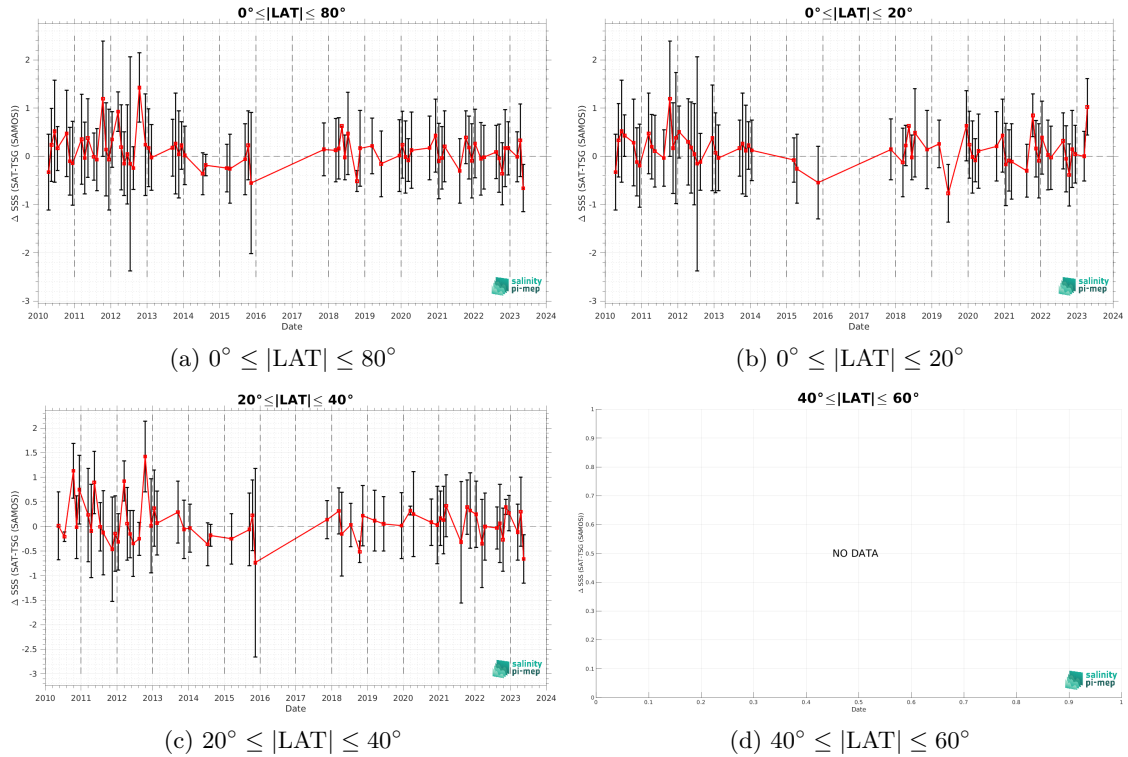 0°≤|LAT|≤ 80°
Δ SSS (SAT-TSG (SAMOS))
2
1
0
-1
-2
-3
2010 2011 2012 2013 2014 2015 2016 2017 2018 2019 2020 2021 2022 2023 2024
Date
salinity
pi-mep
(a) 0° ≤ |LAT| ≤ 80°
0°≤|LAT|≤ 20°
Δ SSS (SAT-TSG (SAMOS))
2
1
0
-1
-2
-3
2010 2011 2012 2013 2014 2015 2016 2017 2018 2019 2020 2021 2022 2023 2024
Date
salinity
pi-mep
(b) 0° ≤ |LAT| ≤ 20°
20°≤|LAT|≤ 40°
Δ SSS (SAT-TSG (SAMOS))
2
1.5
1
0.5
0
-0.5
-1
-1.5
-2
-2.5
-3
2010 2011 2012 2013 2014 2015 2016 2017 2018 2019 2020 2021 2022 2023 2024
Date
salinity
pi-mep
(c) 20° ≤ |LAT| ≤ 40°
40°≤|LAT|≤ 60°
Δ SSS (SAT-TSG (SAMOS))
1
0.9
0.8
0.7
0.6
0.5
0.4
0.3
0.2
0.1
0
NO DATA
0 0.1 0.2 0.3 0.4 0.5 0.6 0.7 0.8 0.9 1
Date
salinity
pi-mep
(d) 40° ≤ |LAT| ≤ 60°